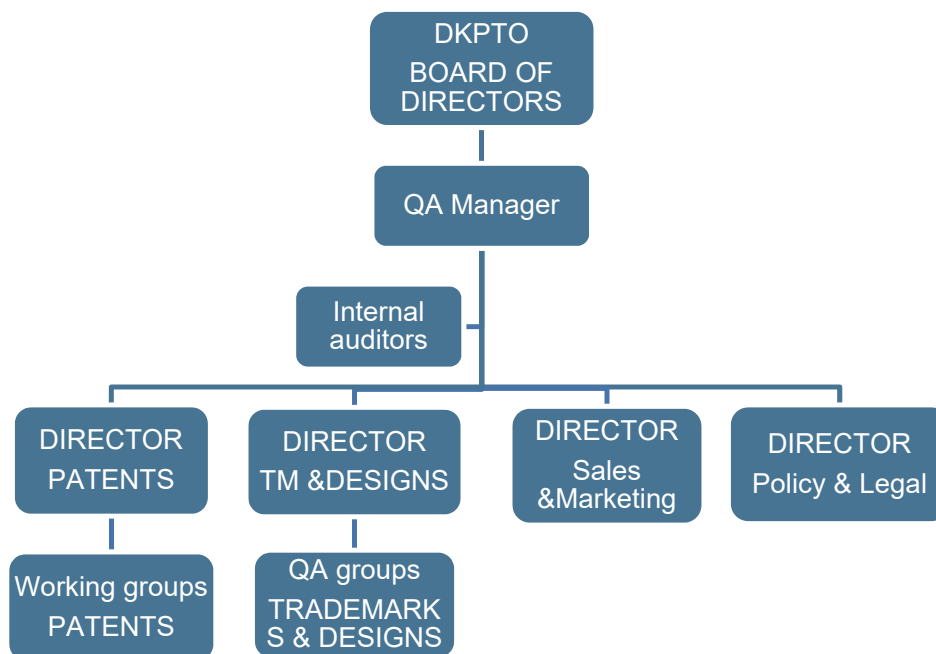 DKPTO
BOARD OF
DIRECTORS
QA Manager
Internal
auditors
DIRECTOR
PATENTS
DIRECTOR
TM &DESIGNS
DIRECTOR
Sales
&Marketing
DIRECTOR
Policy & Legal
Working groups
PATENTS
QA groups
TRADEMARK
S & DESIGNS